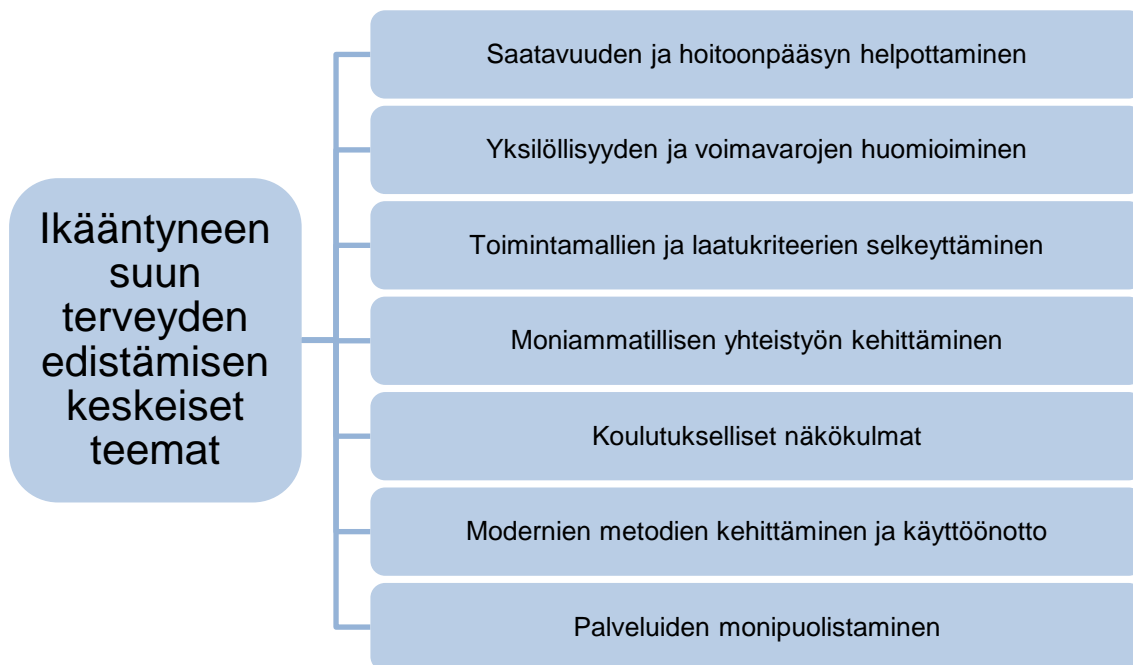 Ikääntyneen
suun
terveyden
edistämisen
keskeiset
teemat
Saatavuuden ja hoitoonpääsyn helpottaminen
Yksilöllisyyden ja voimavarojen huomioiminen
Toimintamallien ja laatukriteerien selkeyttäminen
Moniammatillisen yhteistyön kehittäminen
Koulutukselliset näkökulmat
Modernien metodien kehittäminen ja käyttöönotto
Palveluiden monipuolistaminen